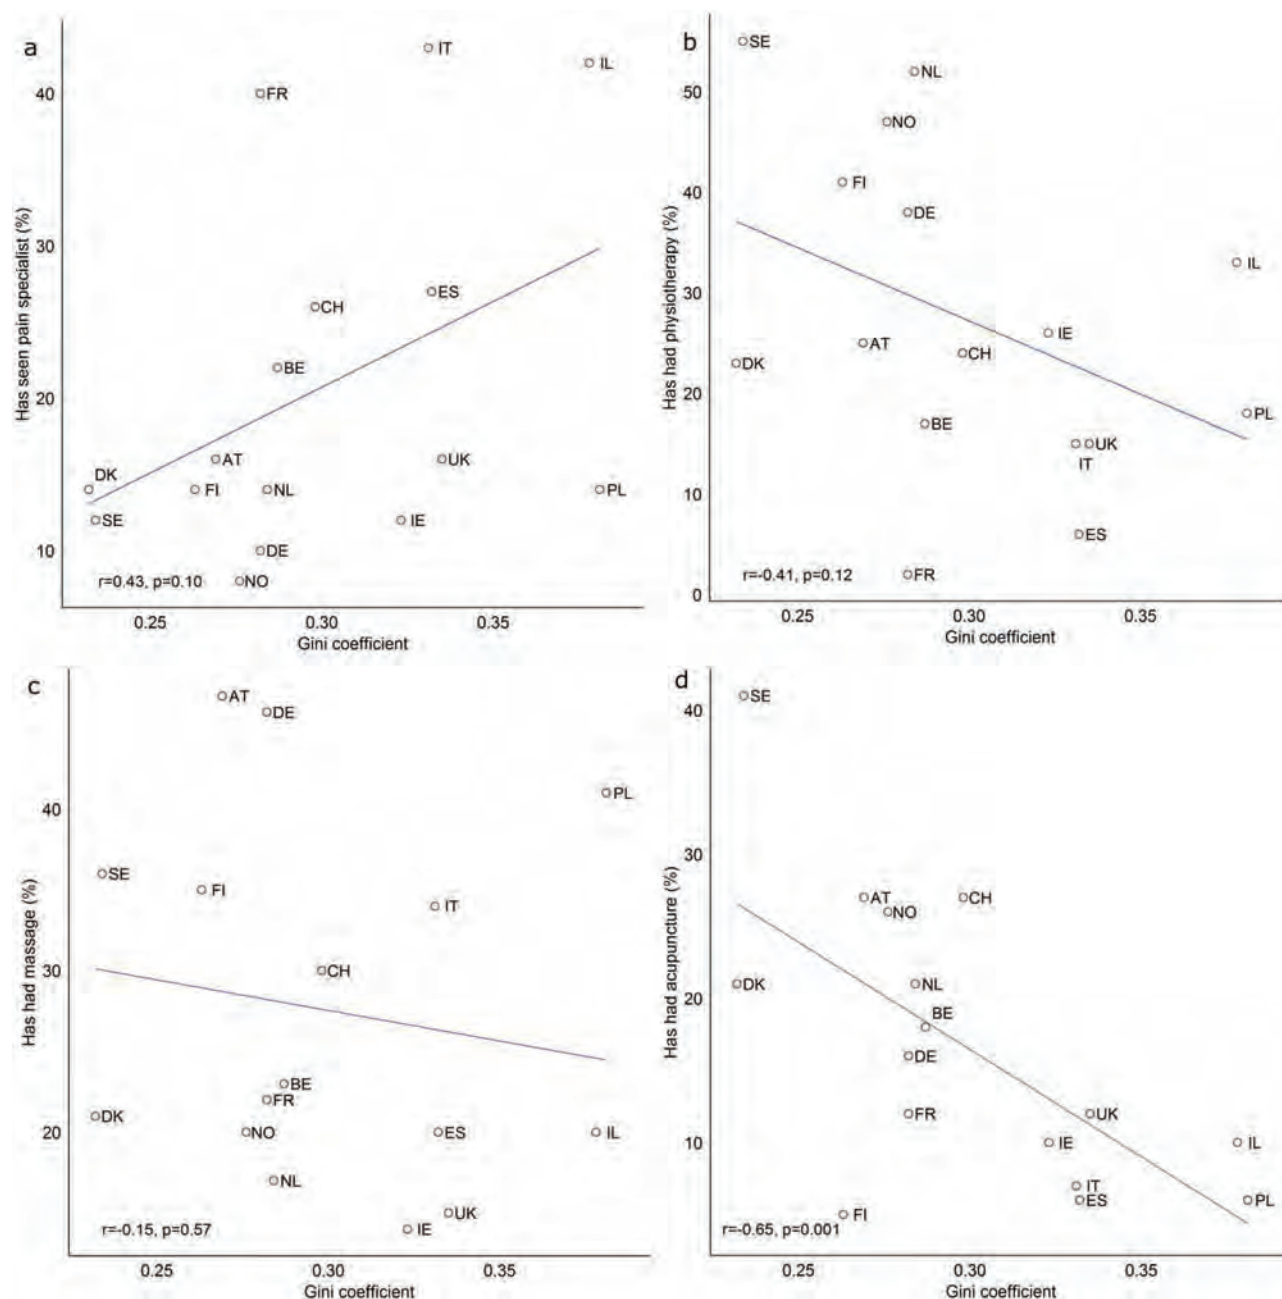 a
IT
IL
40
FR
30
Has seen pain specialist (%)
ES
CH
BE
20
AT
UK
DK
FI
NL
PL
SE
IE
10
DE
r=0.43, p=0.10
NO
0.25
0.30
0.35
Gini coefficient
b
SE
NL
50
NO
FI
40
DE
Has had physiotherapy (%)
30
IL
IE
AT
CH
DK
20
PL
BE
UK
IT
10
ES
r=-0.41, p=0.12
FR
0
0.25
0.30
0.35
Gini coefficient
c
AT
DE
40
PL
SE
FI
IT
Has had massage (%)
30
CH
BE
FR
DK
20
NO
ES
IL
NL
UK
r=-0.15, p=0.57
IE
0.25
0.30
0.35
Gini coefficient
d
40
SE
30
Has had acupuncture (%)
AT
CH
NO
DK
NL
20
BE
DE
FR
UK
10
IE
IL
IT
ES
PL
FI
r=-0.65, p=0.001
0.25
0.30
0.35
Gini coefficient